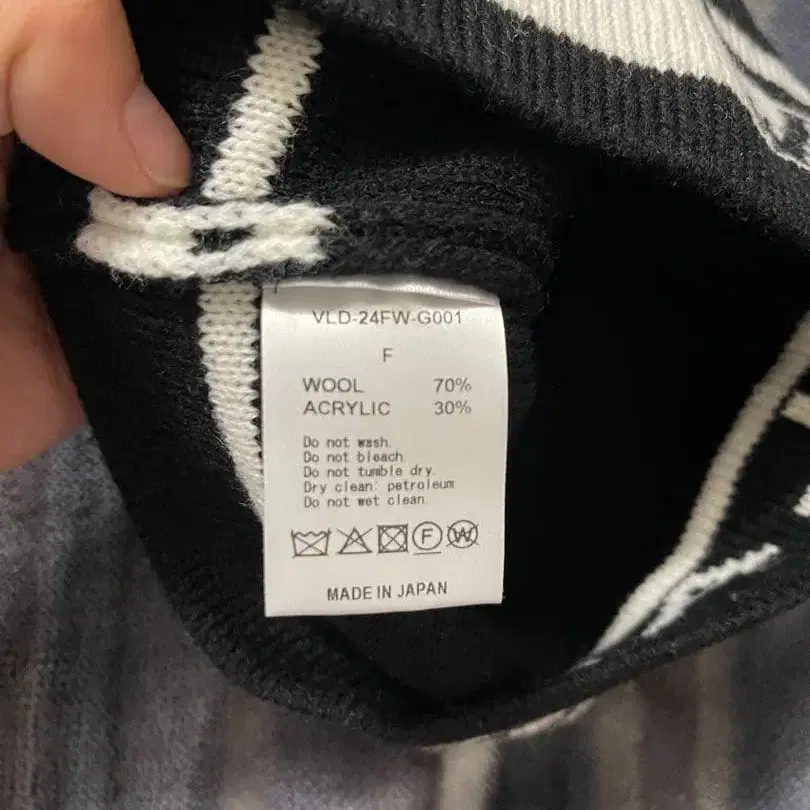 VLD-24FW-G001
F
WOOL 70%
ACRYLIC 30%
Do not wash.
Do not bleach.
Do not tumble dry.
Dry clean: petroleum
Do not wet clean.
F W
MADE IN JAPAN